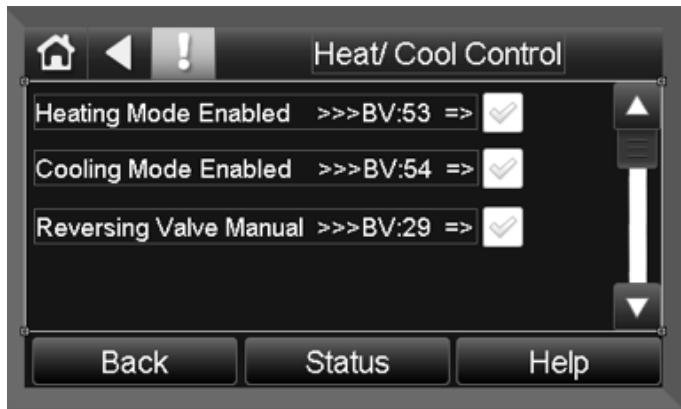 Heat/ Cool Control
Heating Mode Enabled >>>BV:53 =>
Cooling Mode Enabled >>>BV:54 =>
Reversing Valve Manual >>>BV:29 =>
Back Status Help